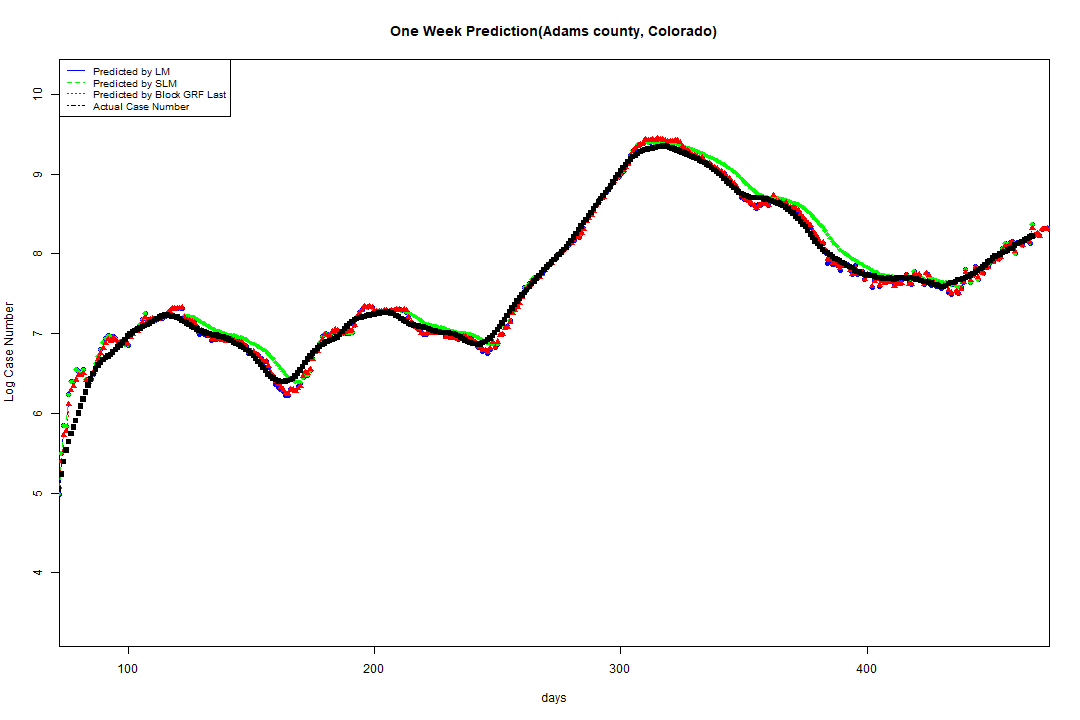 One Week Prediction(Adams county, Colorado)
Predicted by LM
Predicted by SLM
Predicted by Block GRF Last
Actual Case Number
10
9
8
7
6
5
4
Log Case Number
100 200 300 400
days